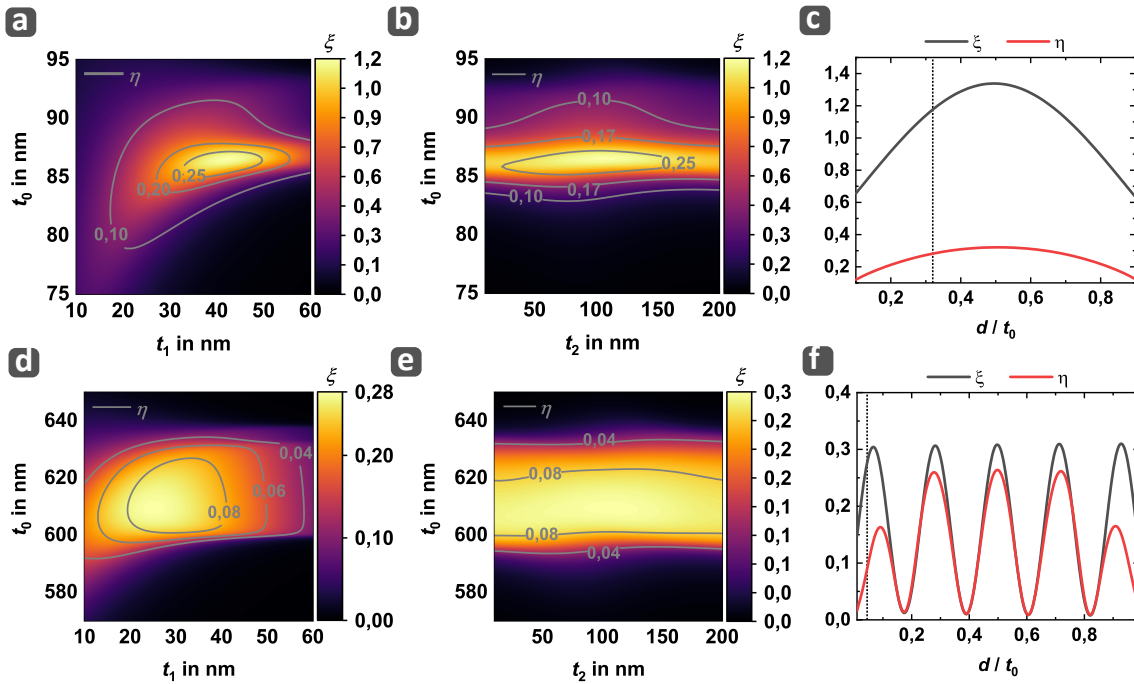 a
ξ
η
95
90
85
80
75
0,10
0,20
0,25
10 20 30 40 50 60
t0 in nm
t1 in nm
1,2
1,0
0,9
0,7
0,6
0,4
0,3
0,1
0,0
b
ξ
η
95
90
85
80
75
0,10
0,17
0,25
0,17
0,10
50 100 150 200
t0 in nm
t2 in nm
1,2
1,0
0,9
0,7
0,6
0,4
0,3
0,1
0,0
c
ξ η
1,4
1,2
1,0
0,8
0,6
0,4
0,2
0,2 0,4 0,6 0,8
d / t0
d
ξ
η
640
620
600
580
0,04
0,06
0,08
10 20 30 40 50 60
t0 in nm
t1 in nm
0,28
0,20
0,10
0,00
e
ξ
η
640
620
600
580
0,04
0,08
0,08
0,04
50 100 150 200
t0 in nm
t2 in nm
0,3
0,2
0,2
0,2
0,1
0,1
0,1
0,0
0,0
f
ξ η
0,4
0,3
0,2
0,1
0,0
0,2 0,4 0,6 0,8
d / t0